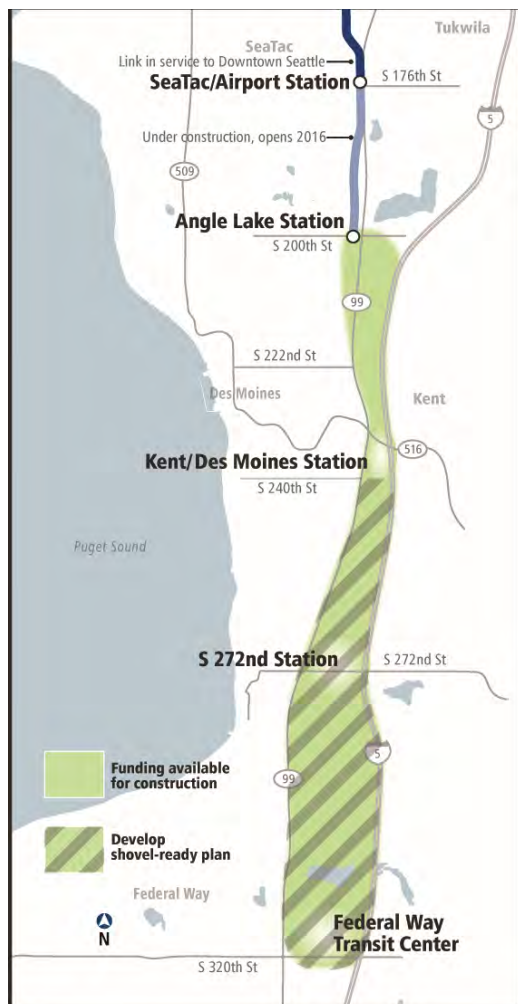 Tukwila
SeaTac
Link in service to Downtown Seattle
SeaTac/Airport Station
S 176th St
5
Under construction, opens 2016
509
Angle Lake Station
S 200th St
99
S 222nd St
Des Moines
Kent
516
Kent/Des Moines Station
S 240th St
Puget Sound
S 272nd Station
S 272nd St
5
Funding available
for construction
99
Develop
shovel-ready plan
Federal Way
N
Federal Way
Transit Center
S 320th St